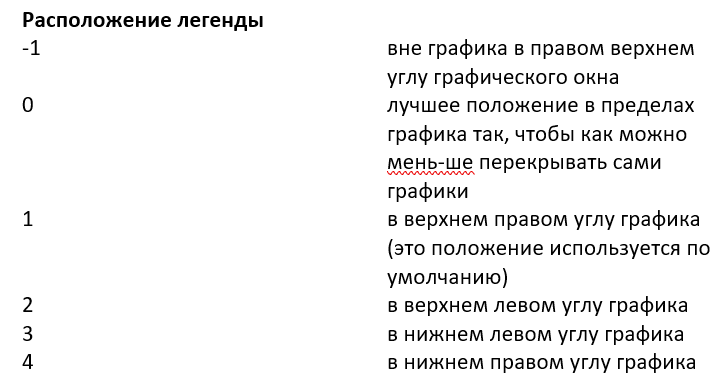 Расположение легенды
-1 вне графика в правом верхнем
углу графического окна
0 лучшее положение в пределах
графика так, чтобы как можно
мень-ше перекрывать сами
графики
1 в верхнем правом углу графика
(это положение используется по
умолчанию)
2 в верхнем левом углу графика
3 в нижнем левом углу графика
4 в нижнем правом углу графика